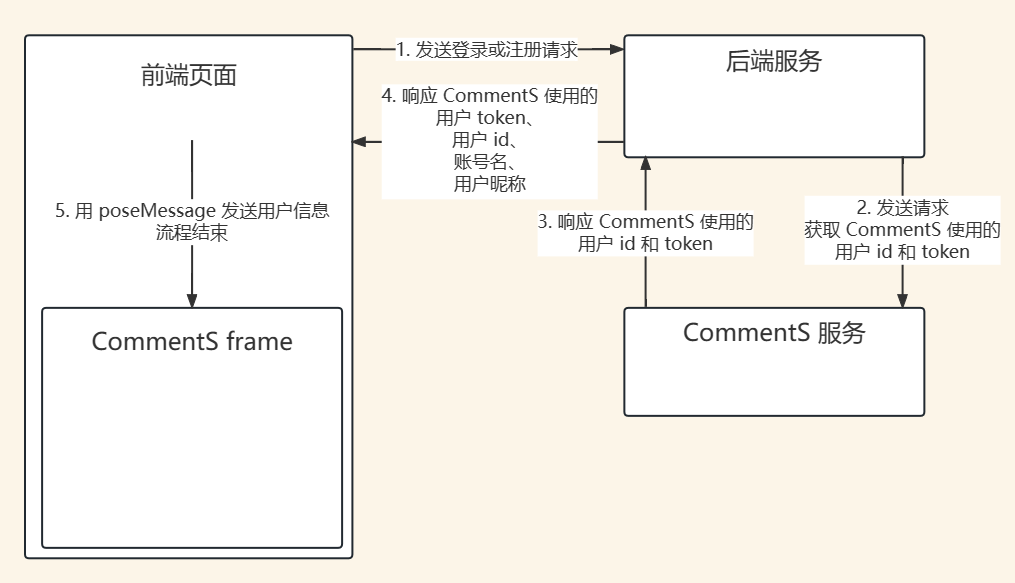 前端页面
1. 发送登录或注册请求
后端服务
4. 响应 CommentS 使用的
用户 token、
用户 id、
账号名、
用户昵称
5. 用 poseMessage 发送用户信息
流程结束
3. 响应 CommentS 使用的
用户 id 和 token
2. 发送请求
获取 CommentS 使用的
用户 id 和 token
CommentS frame
CommentS 服务